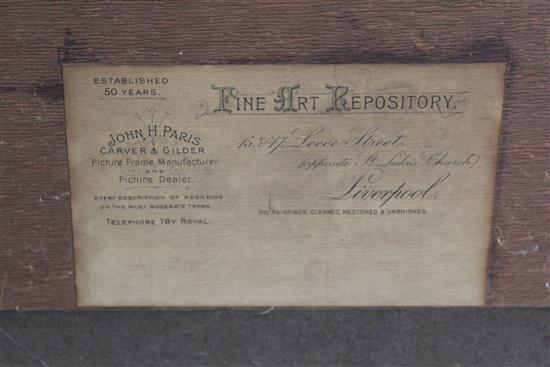 ESTABLISHED
50 YEARS.
JOHN. H. PARIS
CARVER & GILDER
Picture Frame Manufacturer
AND
Picture Dealer.
EVERY DESCRIPTION OF REGILDING
ON THE MOST MODERATE TERMS
TELEPHONE 78Y ROYAL.
FINE ART REPOSITORY.
15, & 17, Leece Street,
(opposite St. Luke's Church)
Liverpool.
OIL PAINTINGS CLEANED, RESTORED & VARNISHED.